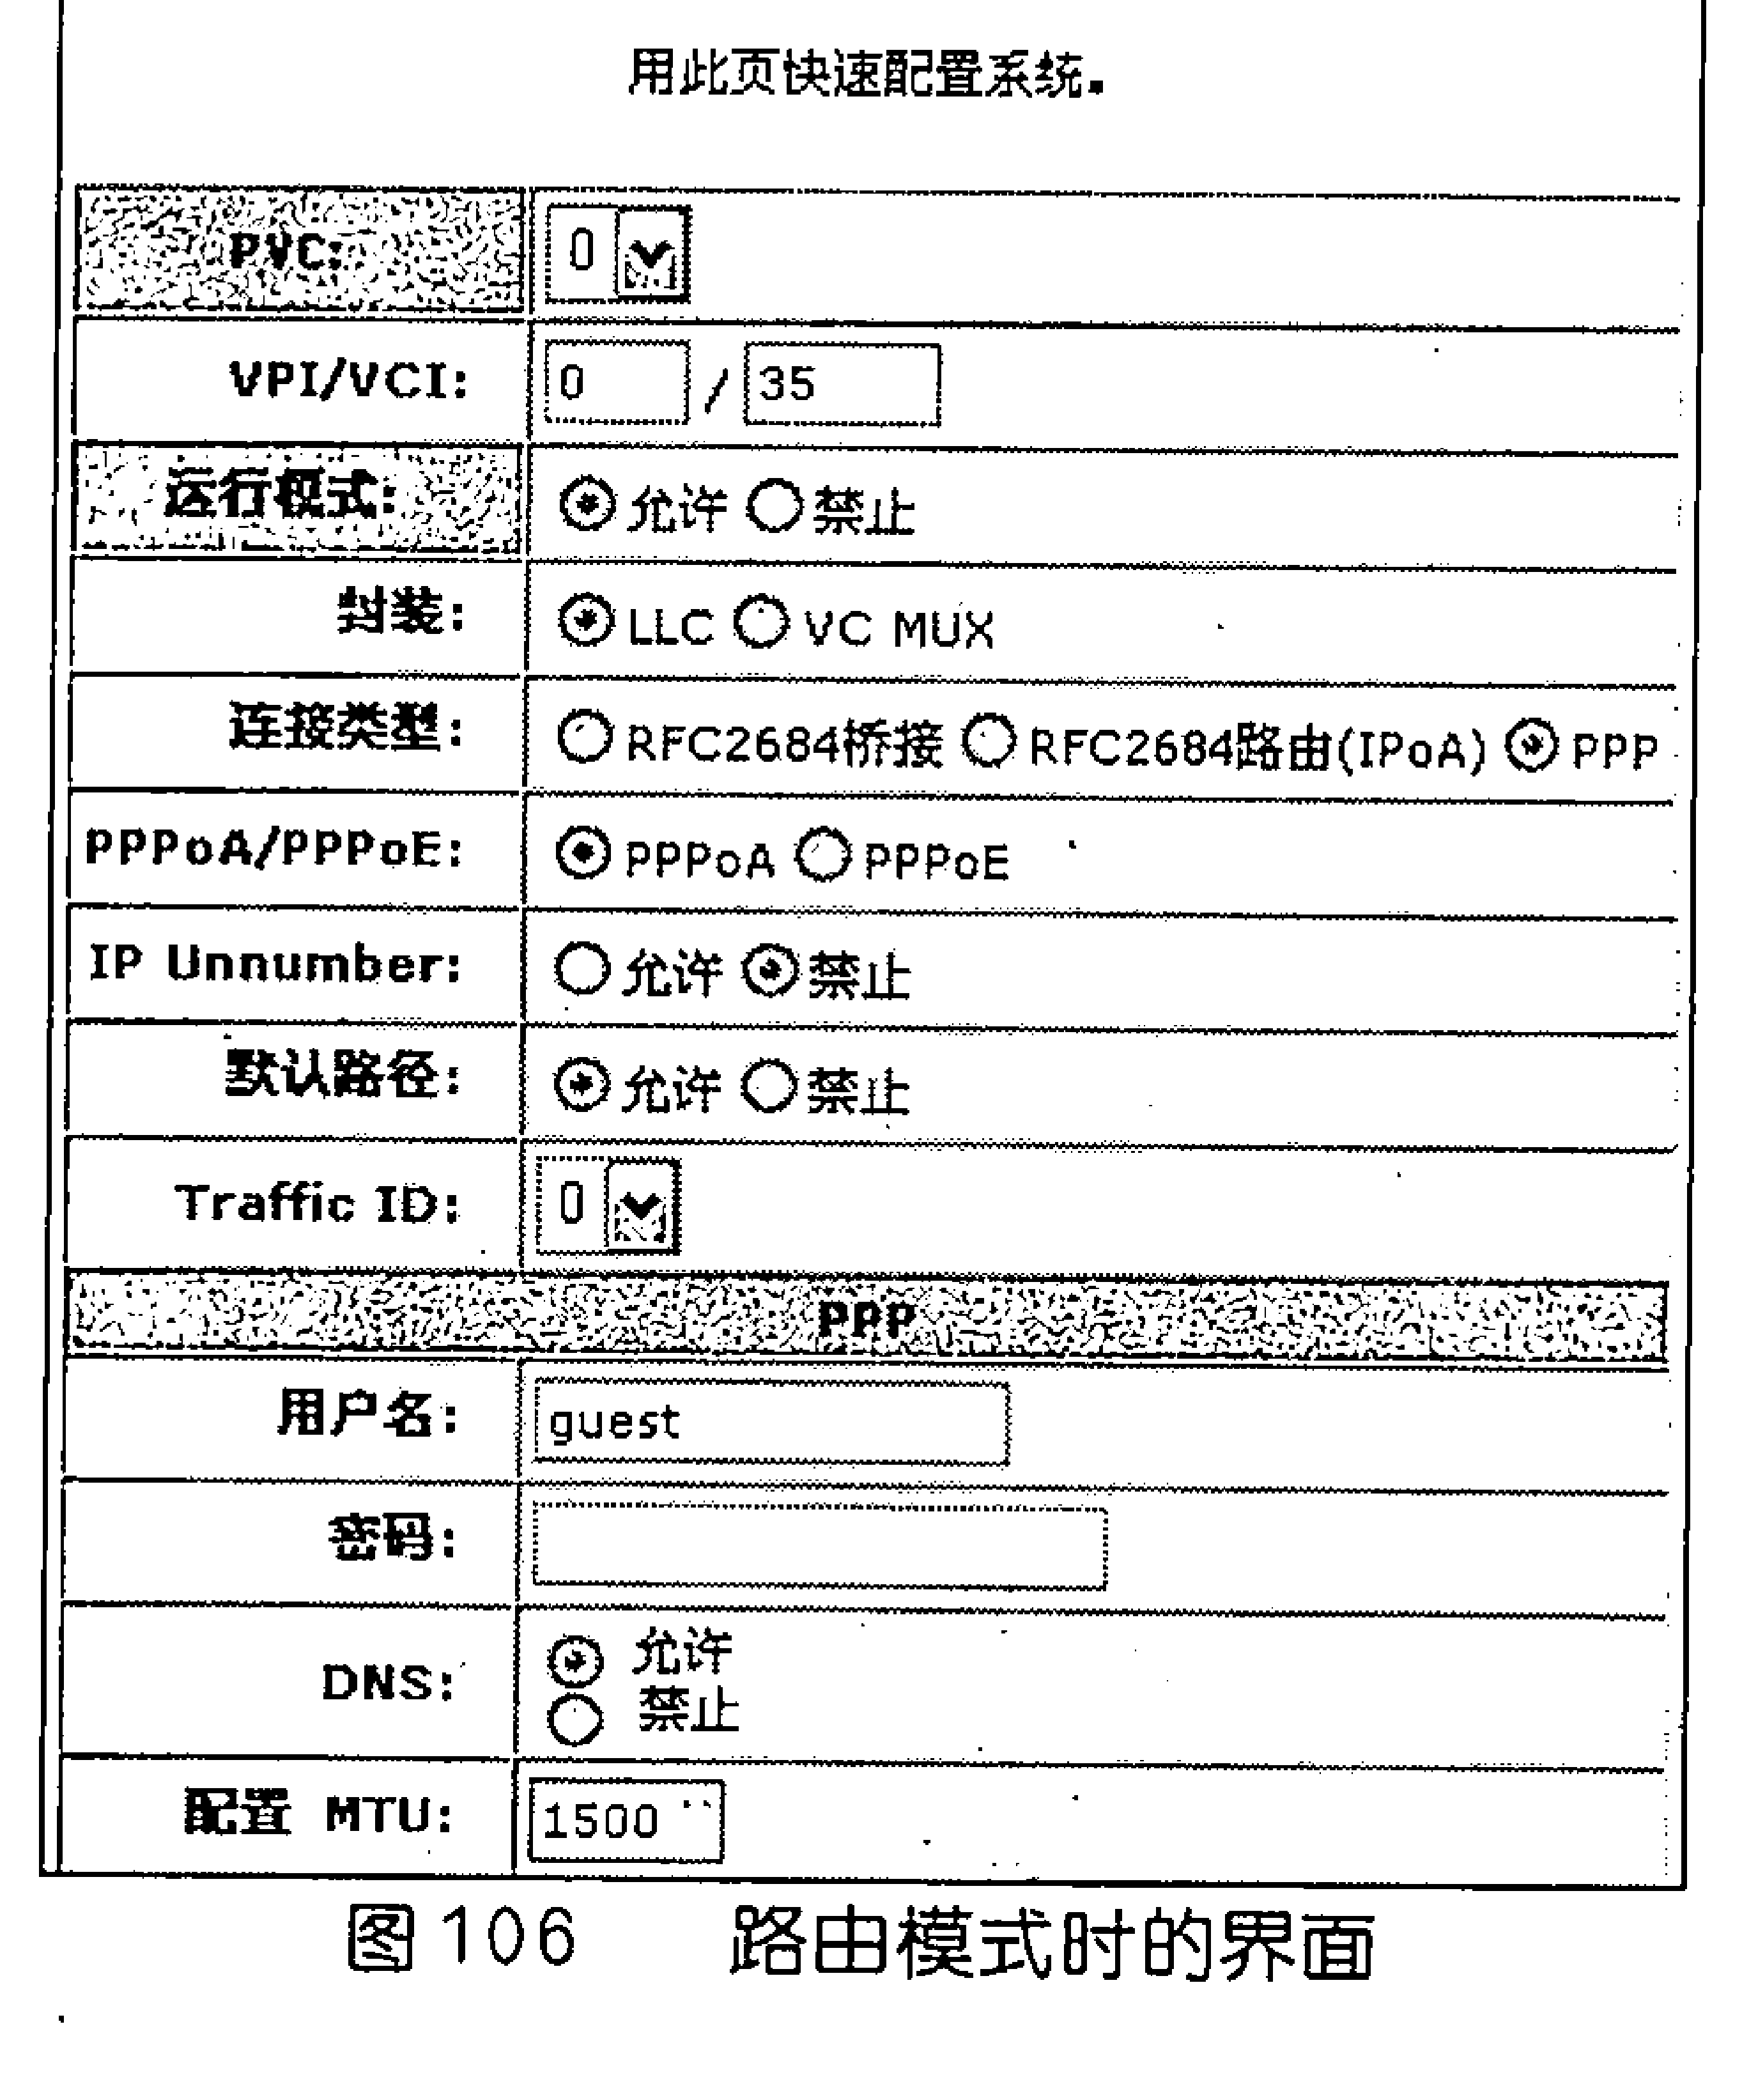 用此页快速配置系统。
PVC: 0
VPI/VCI: 0 / 35
运行模式: 允许 禁止
封装: LLC VC MUX
连接类型: RFC2684桥接 RFC2684路由(IPoA) PPP
PPPoA/PPPoE: PPPoA PPPoE
IP Unnumber: 允许 禁止
默认路径: 允许 禁止
Traffic ID: 0
PPP
用户名: guest
密码:
DNS: 允许
禁止
配置 MTU: 1500
图106 路由模式时的界面